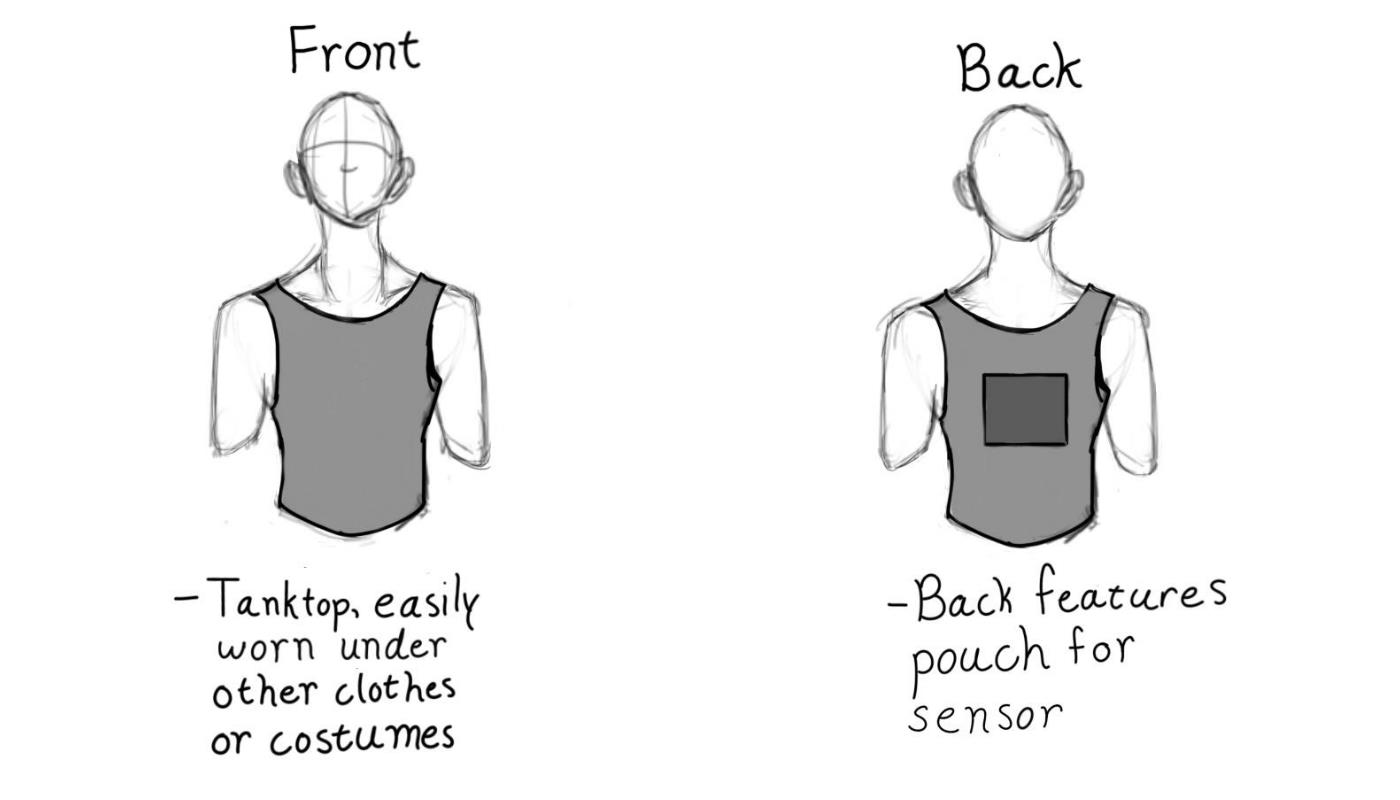 Front
- Tanktop, easily
worn under
other clothes
or costumes
Back
- Back features
pouch for
sensor